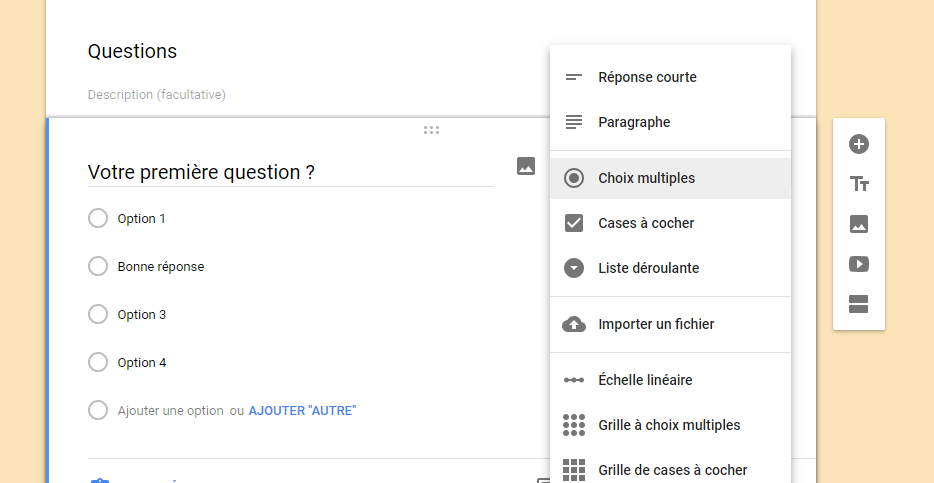 Questions
Description (facultative)
Votre première question ?
Option 1
Bonne réponse
Option 3
Option 4
Ajouter une option ou AJOUTER "AUTRE"
Réponse courte
Paragraphe
Choix multiples
Cases à cocher
Liste déroulante
Importer un fichier
Échelle linéaire
Grille à choix multiples
Grille de cases à cocher
Tт